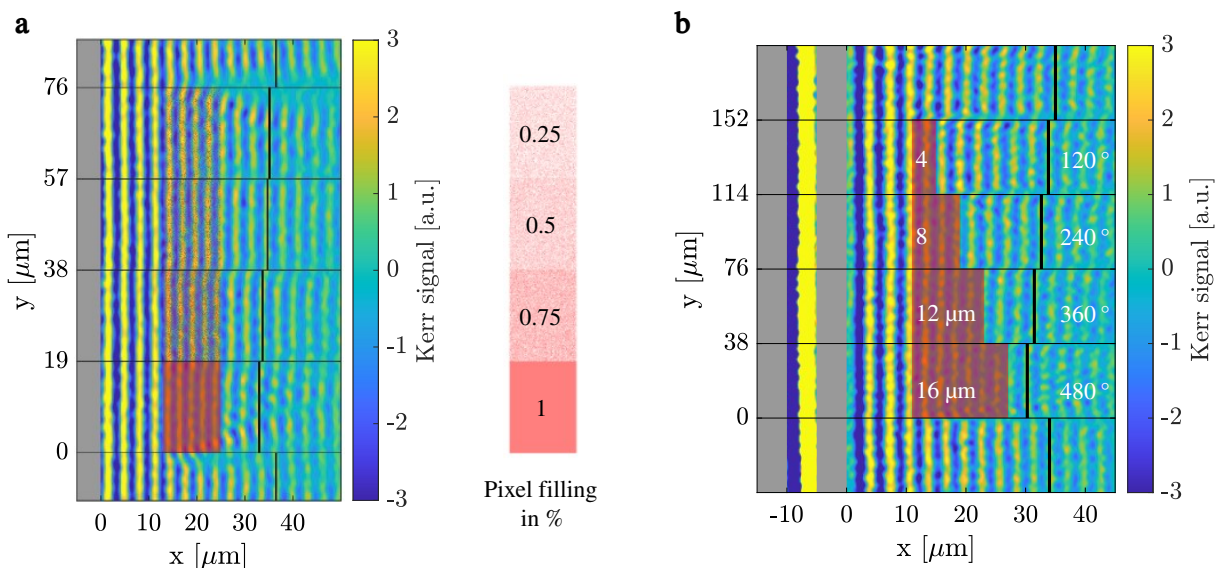 a
y [μm]
76
57
38
19
0
0 10 20 30 40
x [μm]
3
2
1
0
-1
-2
-3
Kerr signal [a.u.]
0.25
0.5
0.75
1
Pixel filling
in %
b
y [μm]
152
114
76
38
0
4 120 °
8 240 °
12 μm 360 °
16 μm 480 °
-10 0 10 20 30 40
x [μm]
3
2
1
0
-1
-2
-3
Kerr signal [a.u.]